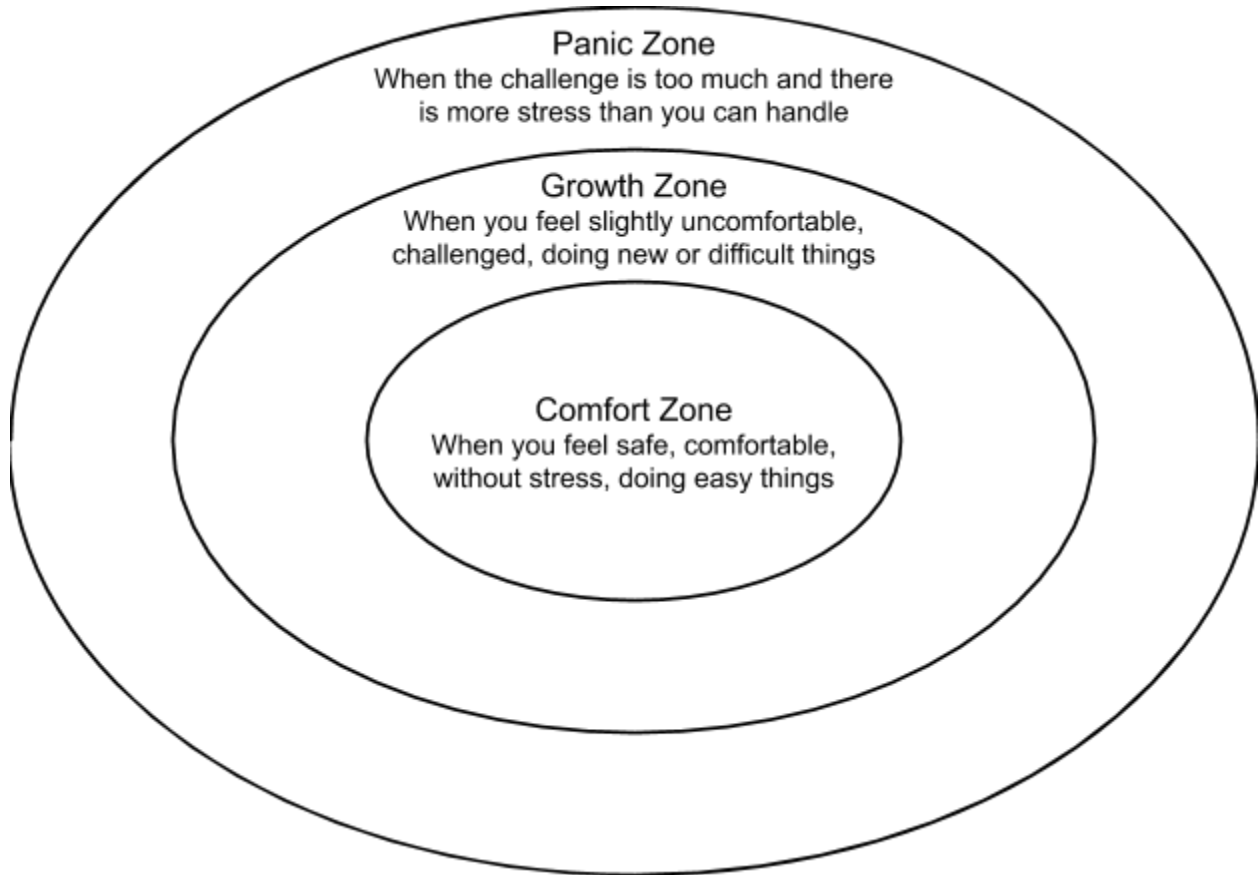 Panic Zone
When the challenge is too much and there
is more stress than you can handle
Growth Zone
When you feel slightly uncomfortable,
challenged, doing new or difficult things
Comfort Zone
When you feel safe, comfortable,
without stress, doing easy things